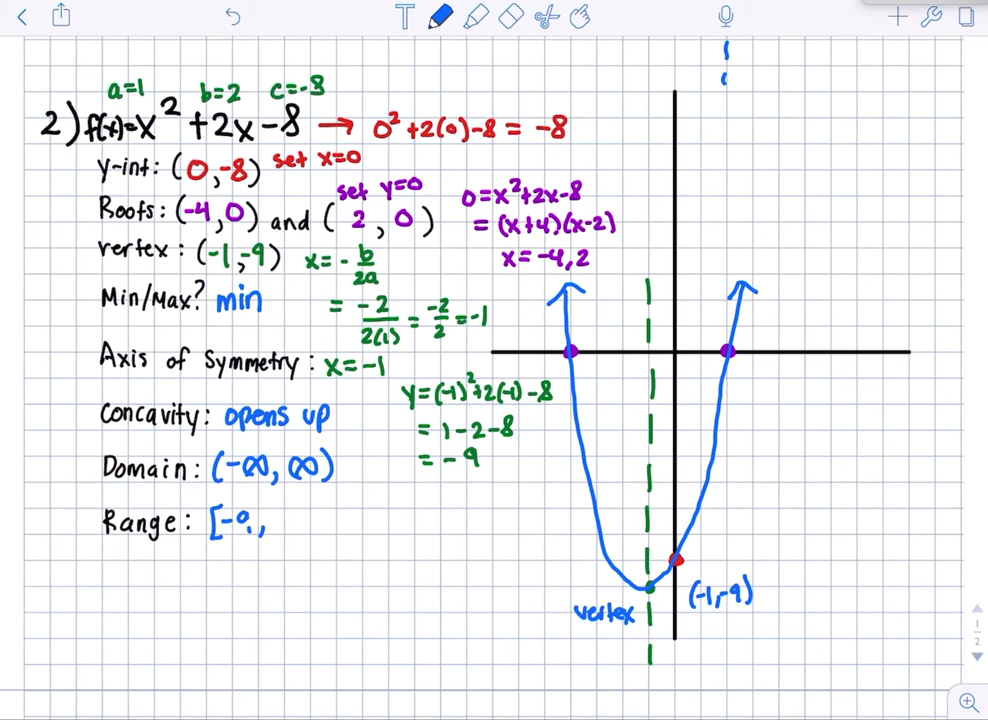 a=1 b=2 c=-8
2) f(x)=x² +2x-8 → 0²+2(0)-8 = -8
y-int: (0,-8) set x=0
set y=0
0=x²+2x-8
Roots: (-4,0) and (2,0)
=(x+4)(x-2)
x=-4,2
vertex: (-1,-9) x=-b/2a
Min/Max? min
= -2/2(1) = -2/2 = -1
Axis of Symmetry: x=-1
y=(-1)²+2(-1)-8
Concavity: opens up
= 1-2-8
= -9
Domain: (-∞, ∞)
Range: [-9,
vertex
(-1,-9)
1/2